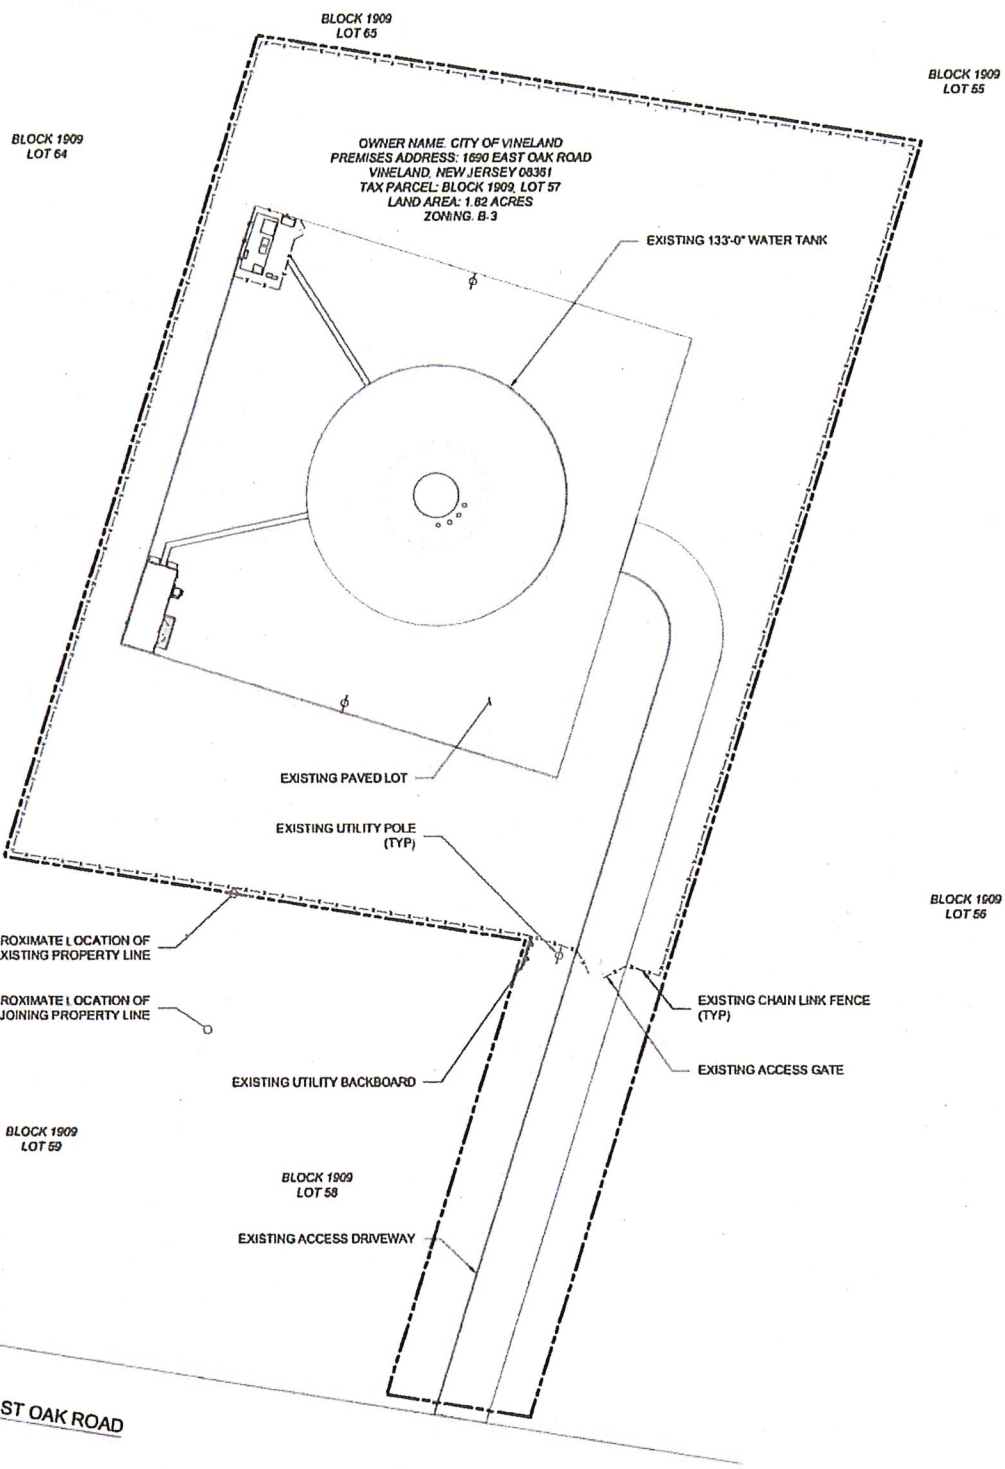 BLOCK 1909
LOT 65
BLOCK 1909
LOT 55
BLOCK 1909
LOT 64
OWNER NAME: CITY OF VINELAND
PREMISES ADDRESS: 1690 EAST OAK ROAD
VINELAND, NEW JERSEY 08361
TAX PARCEL: BLOCK 1909, LOT 57
LAND AREA: 1.82 ACRES
ZONING: B-3
EXISTING 133'-0" WATER TANK
EXISTING PAVED LOT
EXISTING UTILITY POLE
(TYP)
BLOCK 1909
LOT 56
ROXIMATE LOCATION OF
XISTING PROPERTY LINE
ROXIMATE LOCATION OF
JOINING PROPERTY LINE
EXISTING CHAIN LINK FENCE
(TYP)
EXISTING ACCESS GATE
EXISTING UTILITY BACKBOARD
BLOCK 1909
LOT 59
BLOCK 1909
LOT 58
EXISTING ACCESS DRIVEWAY
ST OAK ROAD